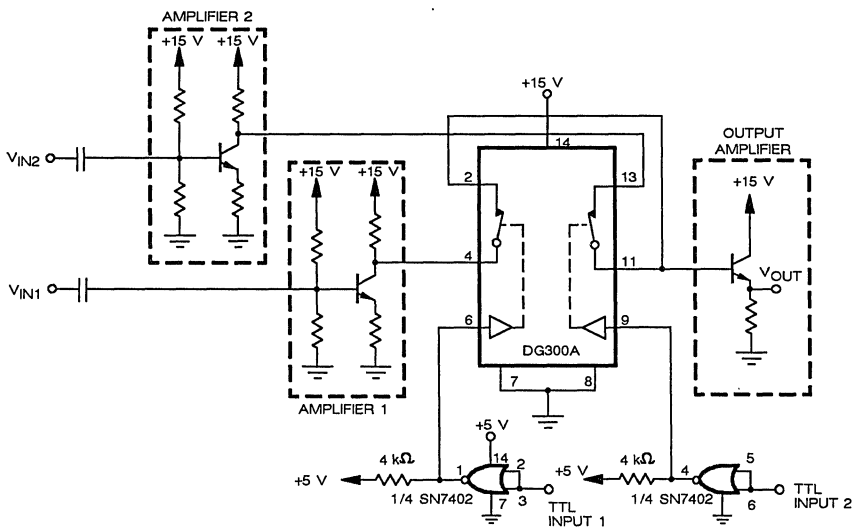 AMPLIFIER 2
+15 V +15 V
VIN2
+15 V
14
OUTPUT
AMPLIFIER
+15 V
2
13
AMPLIFIER 1
+15 V +15 V
4
11
VOUT
VIN1
6
9
DG300A
7
8
+5 V
14
+5 V
4 kΩ
1
2
3
7
1/4 SN7402
TTL
INPUT 1
+5 V
4 kΩ
4
5
6
1/4 SN7402
TTL
INPUT 2